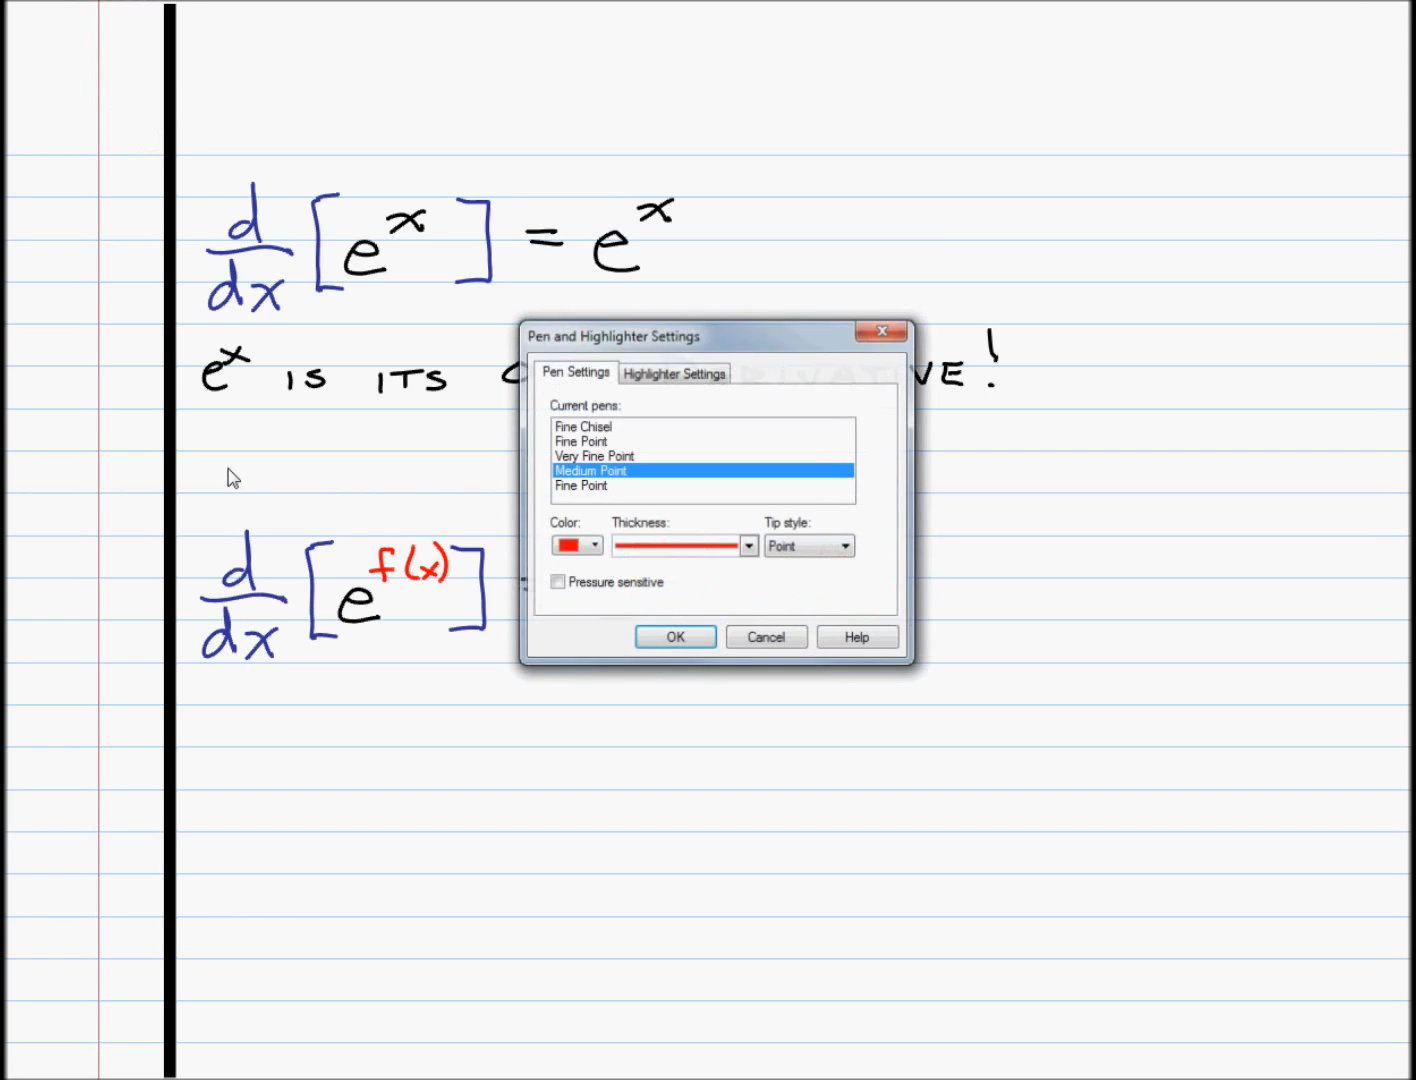 d/dx [e^x] = e^x
Pen and Highlighter Settings
e^x IS ITS VE!
Pen Settings Highlighter Settings
Current pens:
Fine Chisel
Fine Point
Very Fine Point
Medium Point
Fine Point
Color: Thickness: Tip style:
Point
Pressure sensitive
d/dx [e^f(x)]
OK Cancel Help